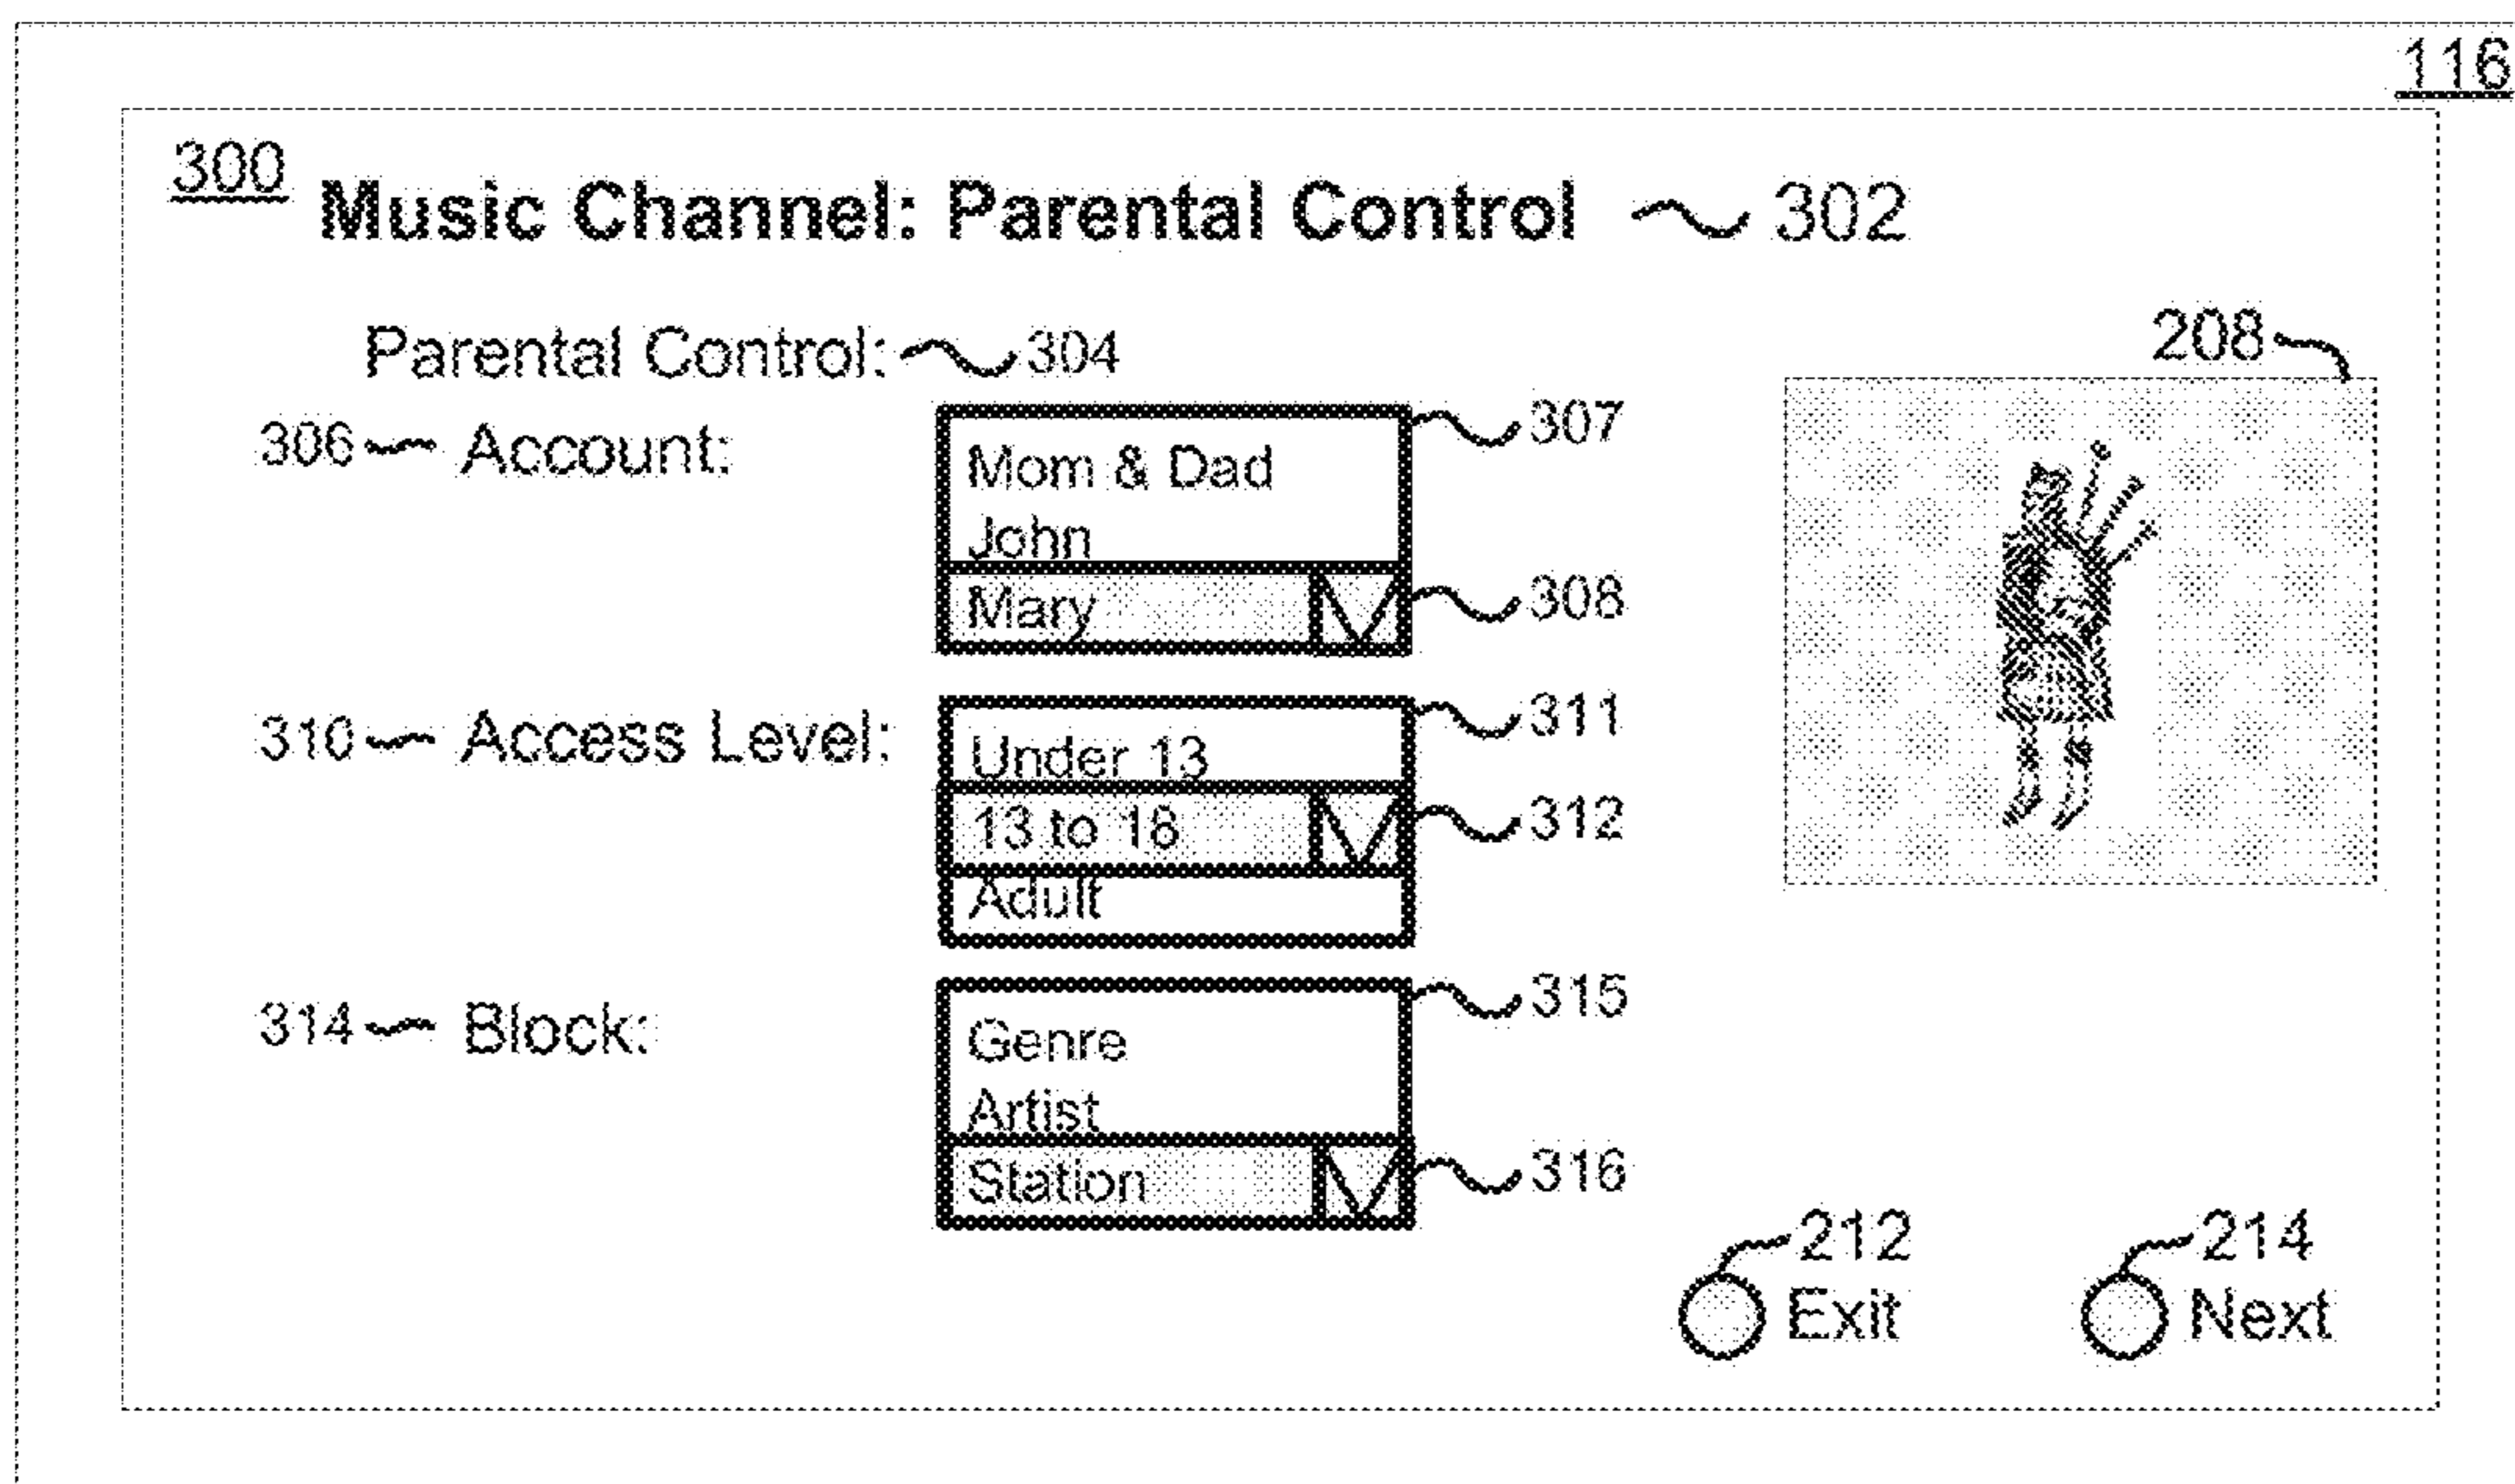 116
300
Music Channel: Parental Control 302
Parental Control: 304
208
306 Account:
307
Mom & Dad
John
Mary
308
310 Access Level:
311
Under 13
13 to 18
312
Adult
314 Block:
315
Genre
Artist
Station
316
212
Exit
214
Next